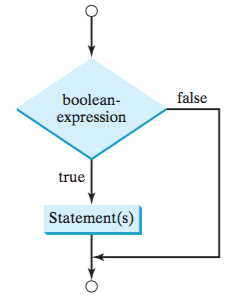 boolean-
expression
false
true
Statement(s)